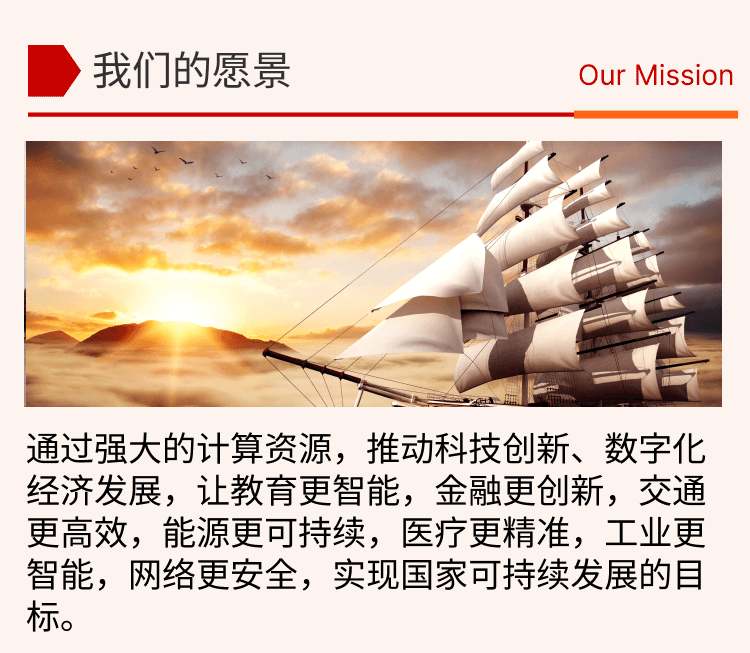 我们的愿景
Our Mission
通过强大的计算资源，推动科技创新、数字化
经济发展，让教育更智能，金融更创新，交通
更高效，能源更可持续，医疗更精准，工业更
智能，网络更安全，实现国家可持续发展的目
标。